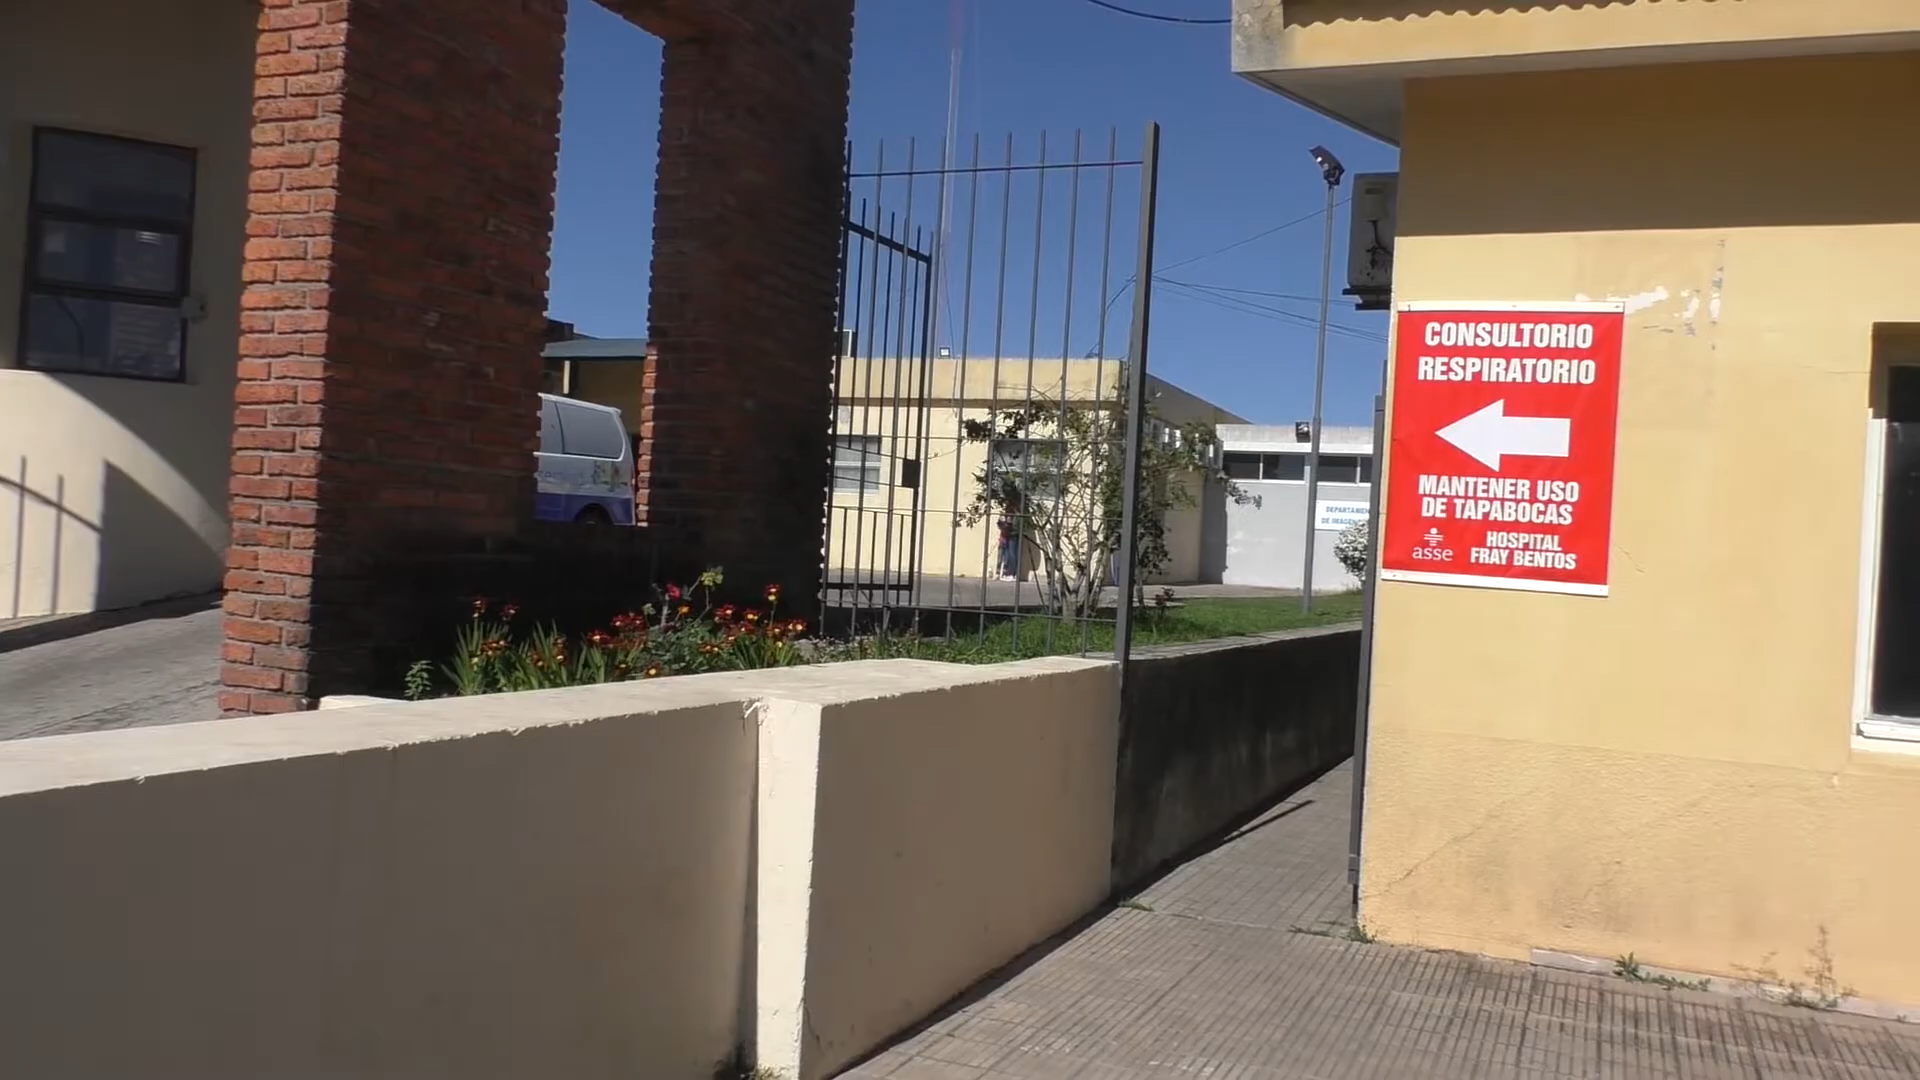 CONSULTORIO
RESPIRATORIO
MANTENER USO
DE TAPABOCAS
asse
HOSPITAL
FRAY BENTOS